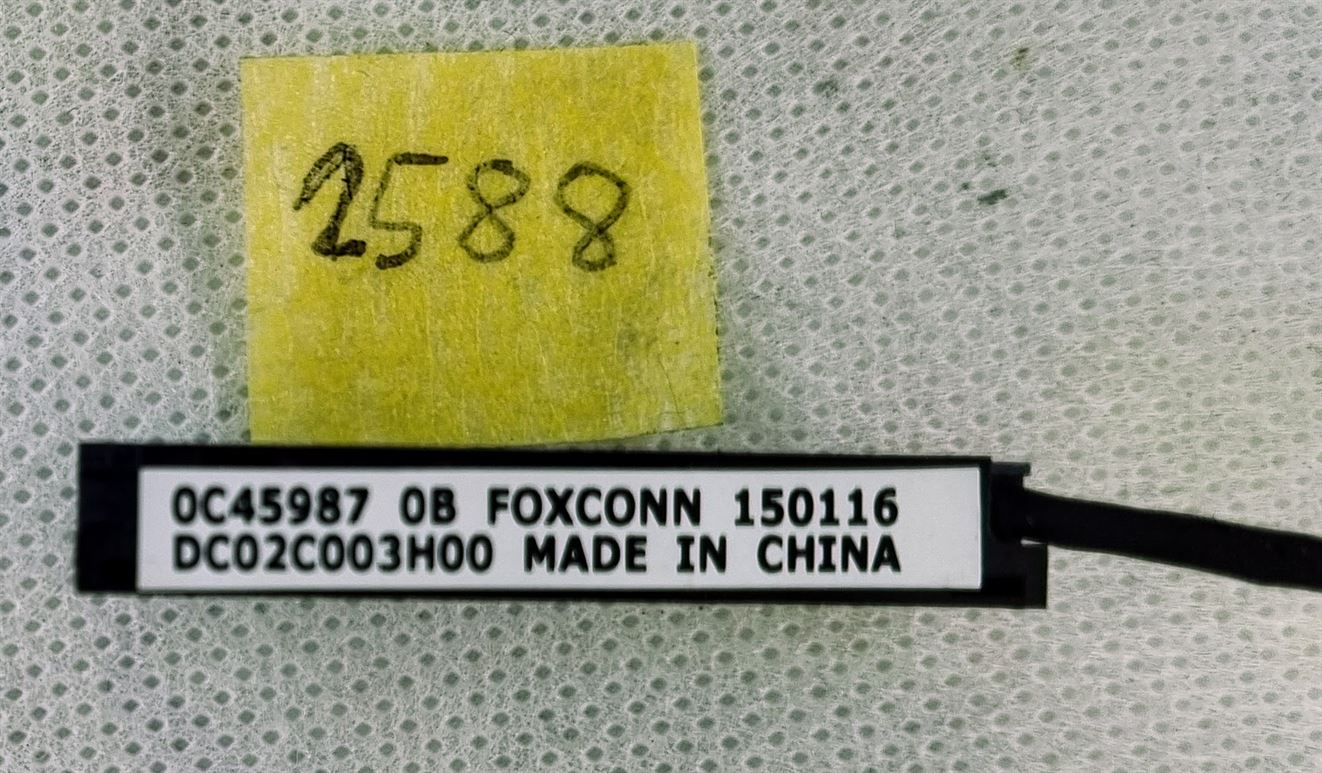 2588
0C45987 0B FOXCONN 150116
DC02C003H00 MADE IN CHINA